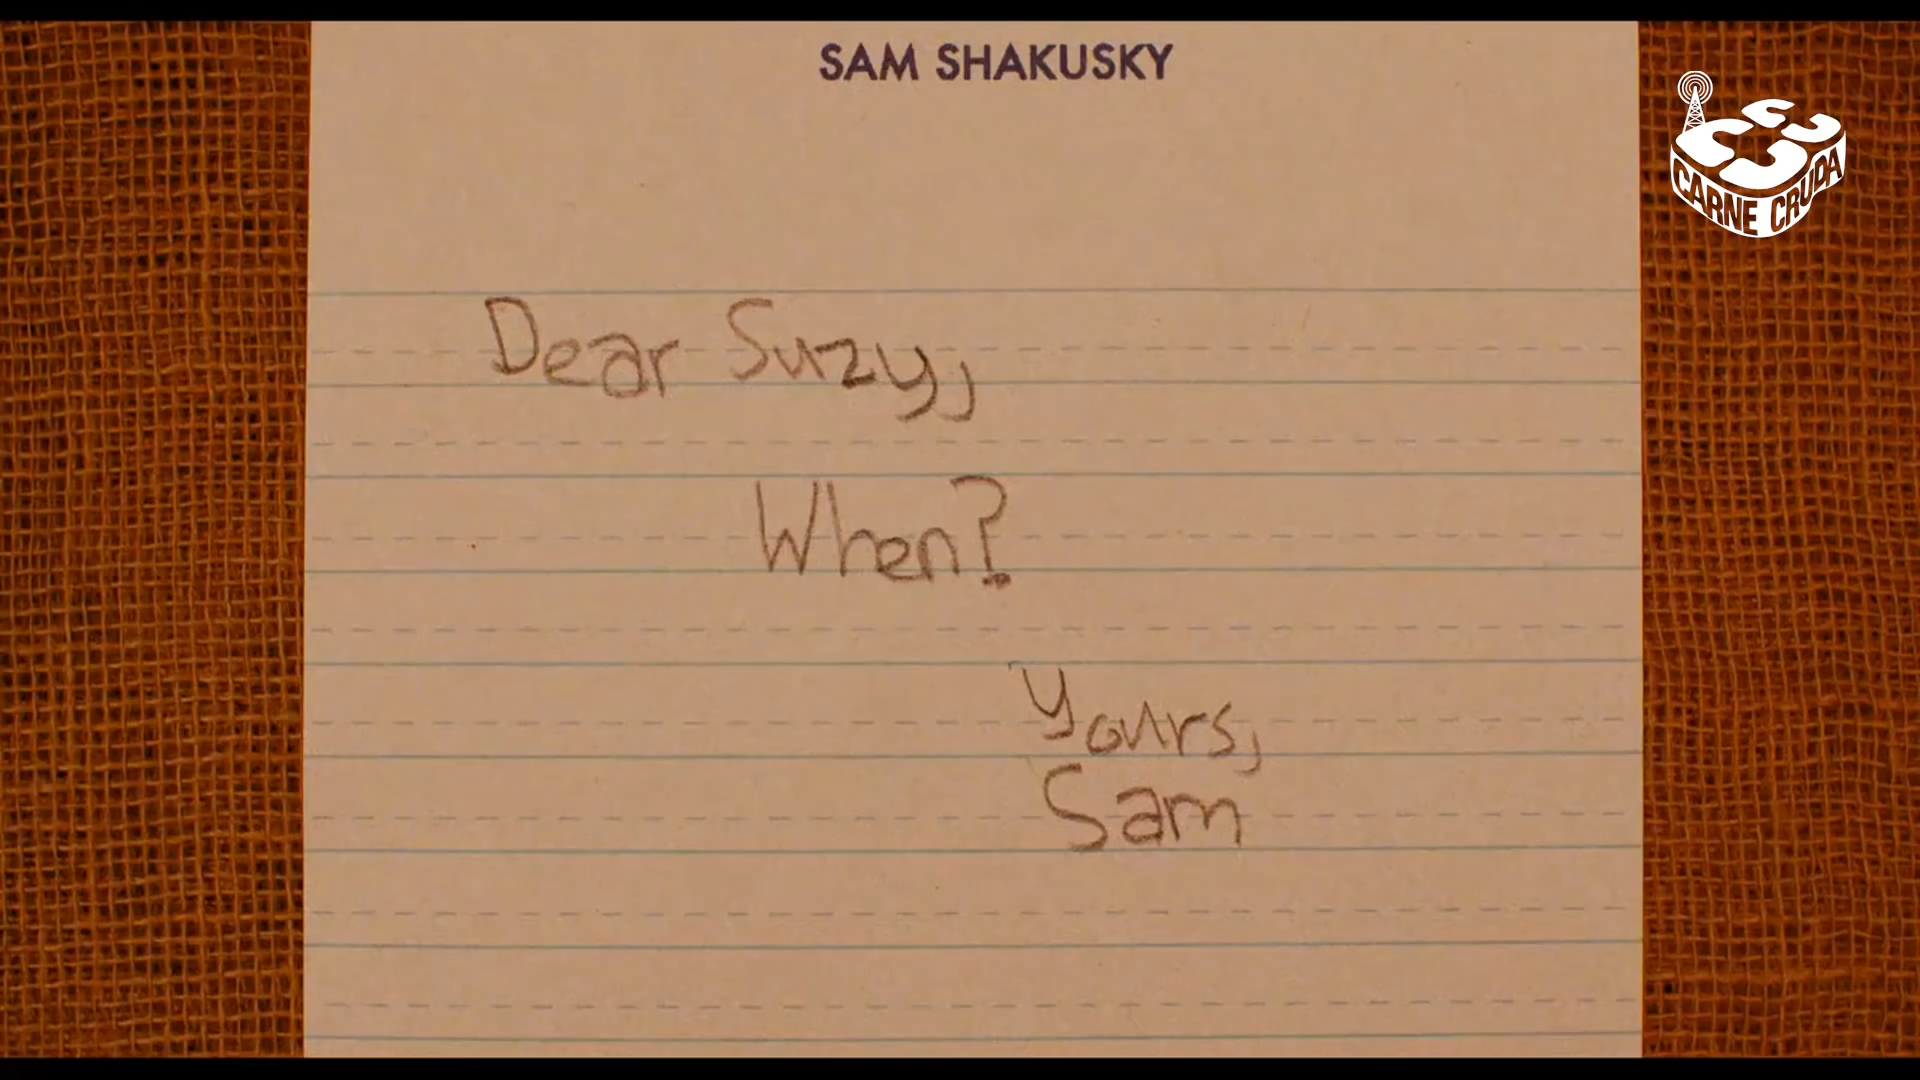 SAM SHAKUSKY
CARNE CRUDA
Dear Suzy,
When?
Yours,
Sam